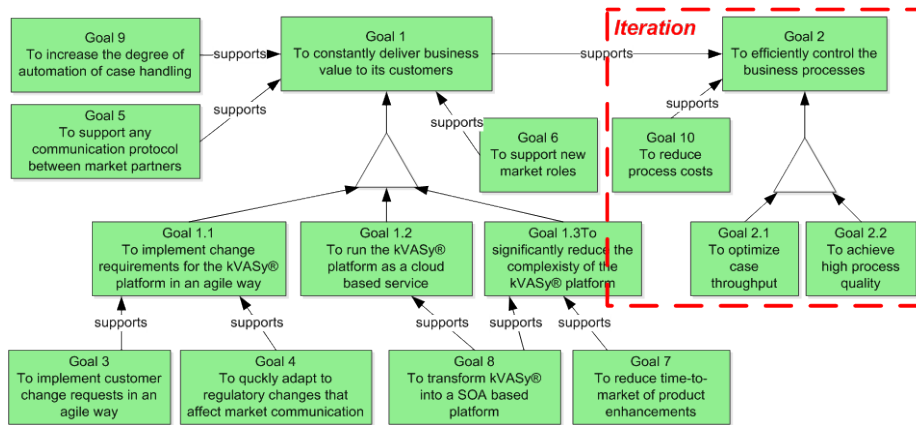 Goal 9
To increase the degree of
automation of case handling
supports
Goal 1
To constantly deliver business
value to its customers
supports
Iteration
Goal 2
To efficiently control the
business processes
Goal 5
To support any
communication protocol
between market partners
supports
supports
Goal 6
To support new
market roles
supports
Goal 10
To reduce
process costs
Goal 1.1
To implement change
requirements for the kVASy®
platform in an agile way
Goal 1.2
To run the kVASy®
platform as a cloud
based service
Goal 1.3To
significantly reduce the
complexisty of the
kVASy® platform
Goal 2.1
To optimize
case
throughput
Goal 2.2
To achieve
high process
quality
supports
supports
supports
supports
Goal 3
To implement customer
change requests in an
agile way
Goal 4
To quckly adapt to
regulatory changes that
affect market communication
Goal 8
To transform kVASy®
into a SOA based
platform
Goal 7
To reduce time-to-
market of product
enhancements